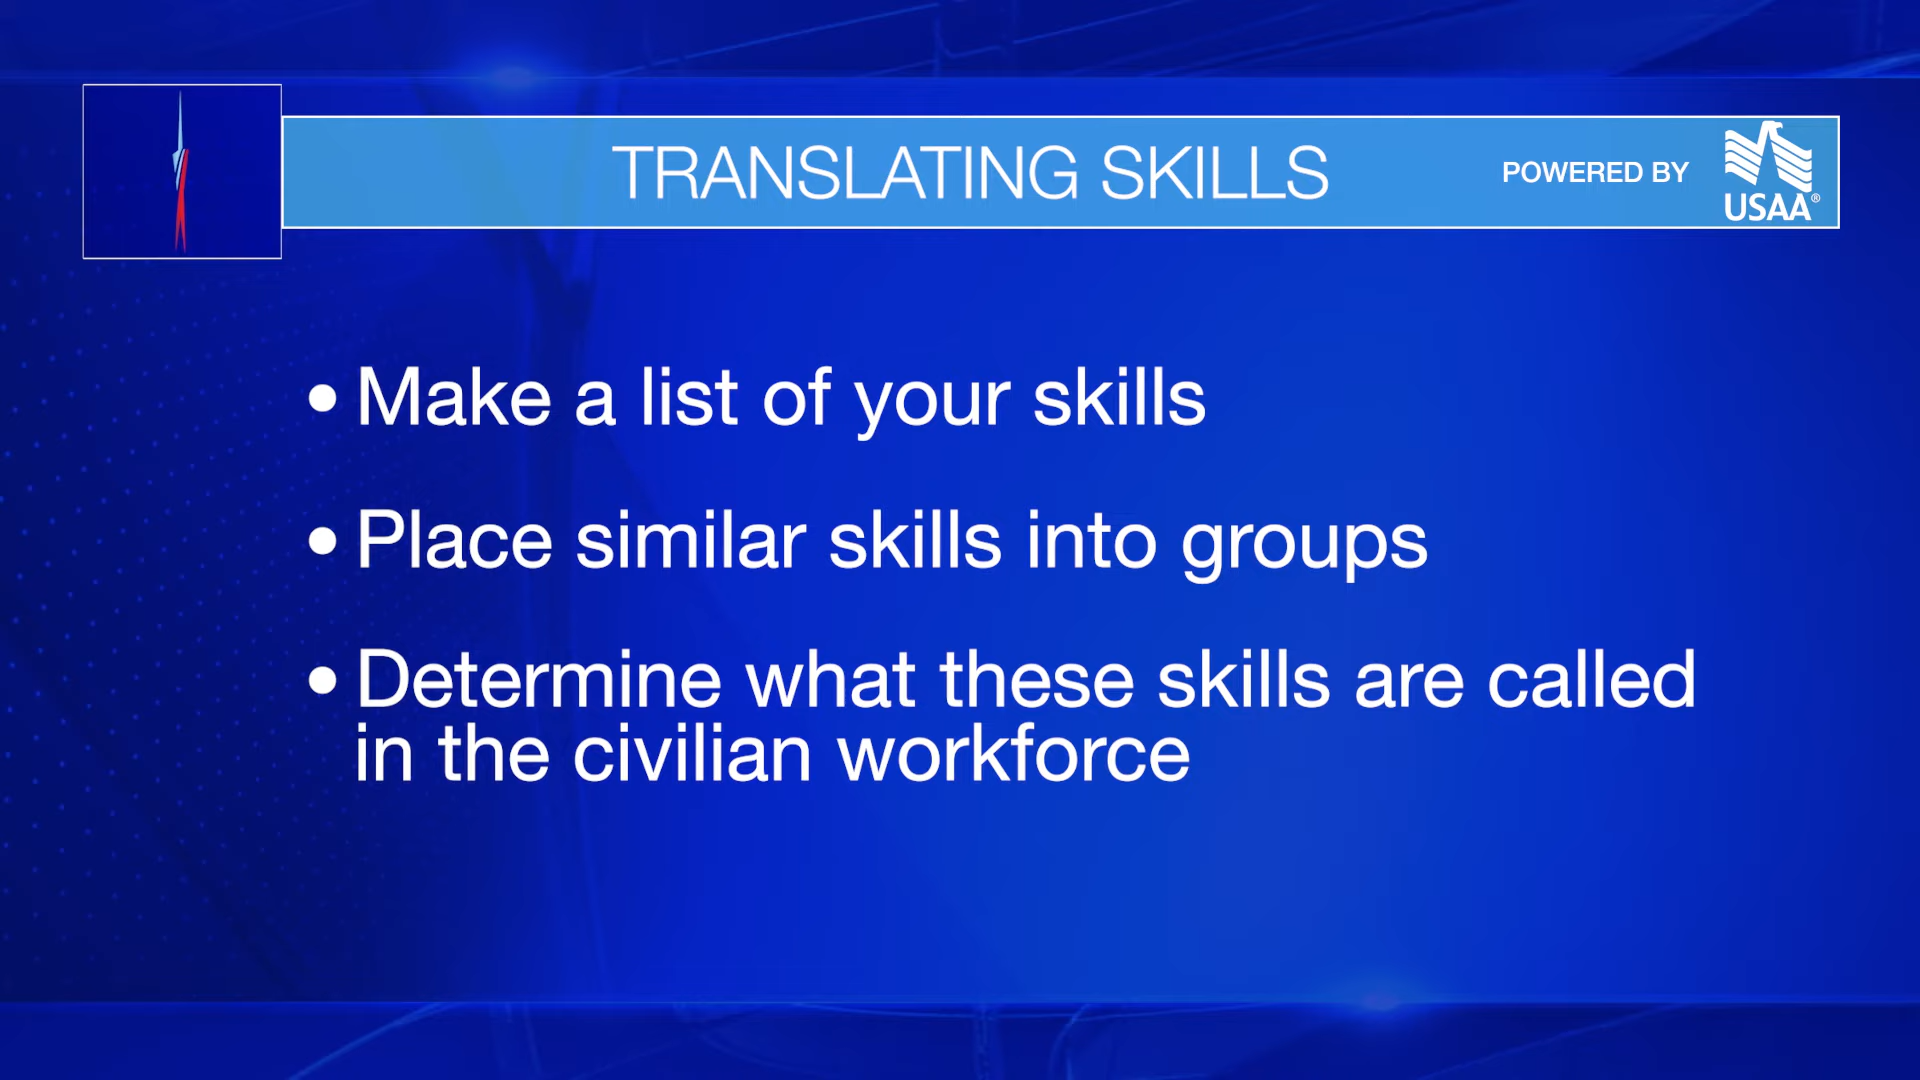 TRANSLATING SKILLS
POWERED BY
USAA®
• Make a list of your skills
• Place similar skills into groups
• Determine what these skills are called
in the civilian workforce